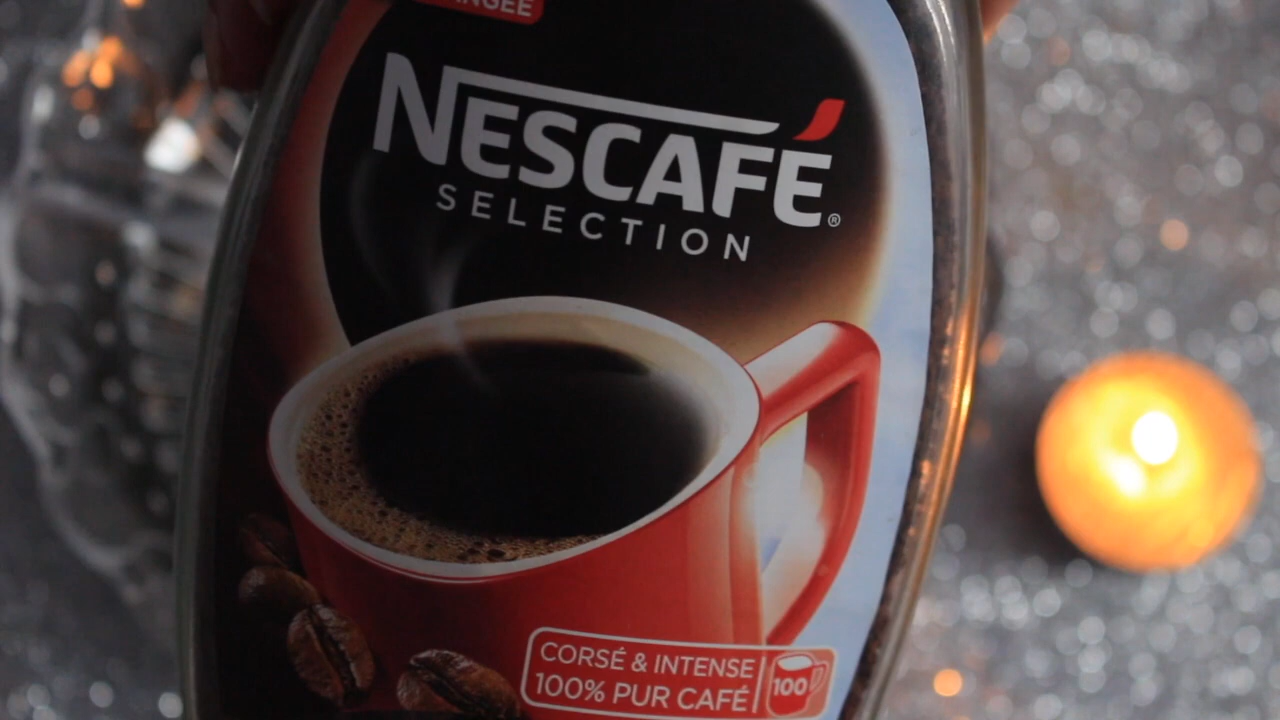 NESCAFÉ®
SELECTION
CORSÉ & INTENSE
100% PUR CAFÉ
100